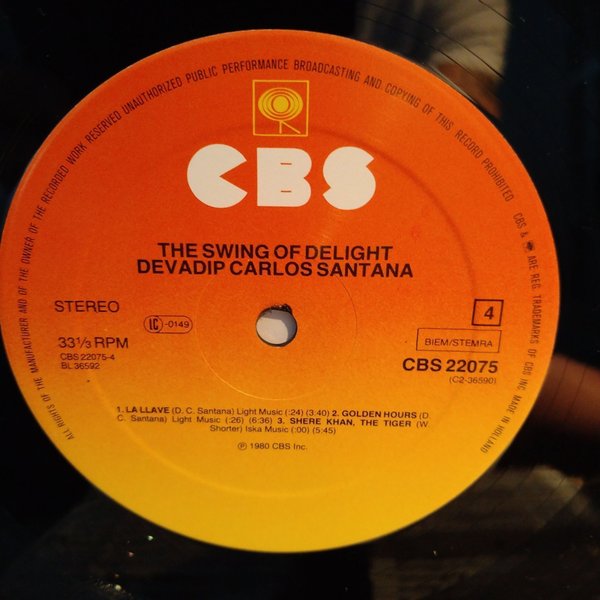 ALL RIGHTS OF THE MANUFACTURER AND OF THE OWNER OF THE RECORDED WORK RESERVED UNAUTHORIZED PUBLIC PERFORMANCE BROADCASTING AND COPYING OF THIS RECORD PROHIBITED CBS & ARE REG. TRADEMARKS OF CBS INC. MADE IN HOLLAND
CBS
THE SWING OF DELIGHT
DEVADIP CARLOS SANTANA
STEREO
LC-0149
4
33 1/3 RPM
BIEM/STEMRA
CBS 22075-4
BL 36592
CBS 22075
(C2-36590)
1. LA LLAVE (D. C. Santana) Light Music (:24) (3:40) 2. GOLDEN HOURS (D.
C. Santana) Light Music (:26) (6:36) 3. SHERE KHAN, THE TIGER (W.
Shorter) Iska Music (:00) (5:45)
℗ 1980 CBS Inc.